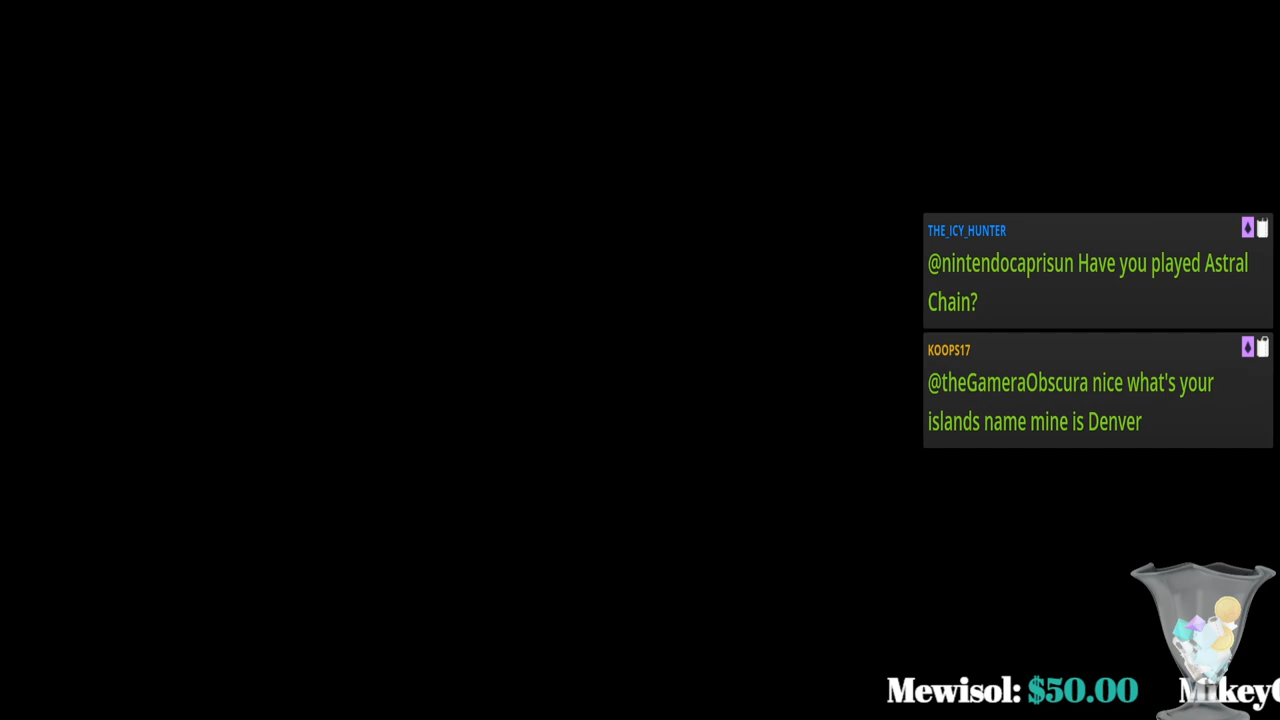 THE_ICY_HUNTER
@nintendocaprisun Have you played Astral
Chain?
KOOPS17
@theGameraObscura nice what's your
islands name mine is Denver
Mewisol: $50.00